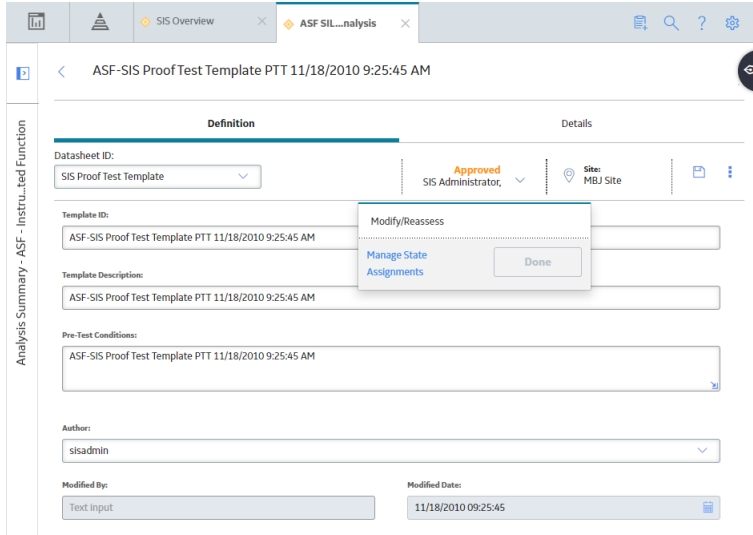 SIS Overview
ASF SIL...nalysis
ASF-SIS Proof Test Template PTT 11/18/2010 9:25:45 AM
Analysis Summary - ASF - Instru...ted Function
Definition
Details
Datasheet ID:
SIS Proof Test Template
Approved
SIS Administrator,
Site:
MBJ Site
Modify/Reassess
Manage State
Assignments
Done
Template ID:
ASF-SIS Proof Test Template PTT 11/18/2010 9:25:45 AM
Template Description:
ASF-SIS Proof Test Template PTT 11/18/2010 9:25:45 AM
Pre-Test Conditions:
ASF-SIS Proof Test Template PTT 11/18/2010 9:25:45 AM
Author:
sisadmin
Modified By:
Text input
Modified Date:
11/18/2010 09:25:45